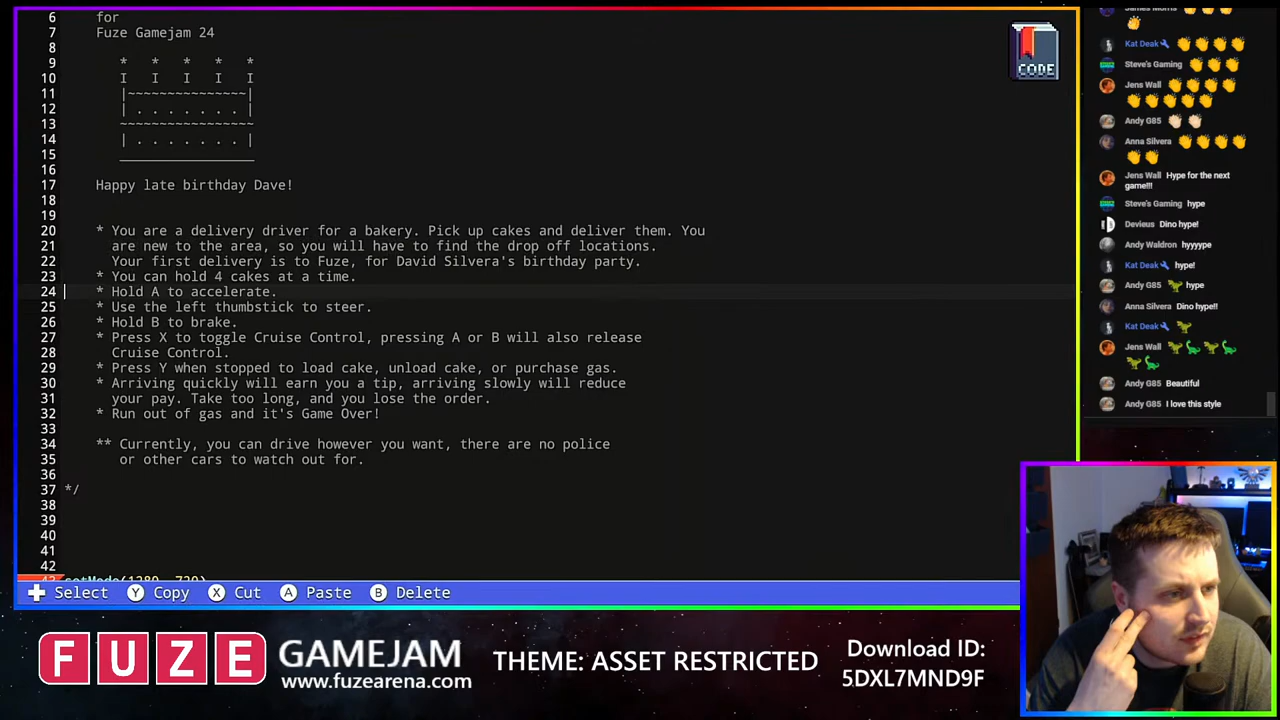 6 for
7 Fuze Gamejam 24
8
9 * * * * *
10 I I I I I
11 |~~~~~~~~~~~~~~~|
12 | . . . . . . . |
13 ~~~~~~~~~~~~~~~~~
14 | . . . . . . . |
15 _________________
16
17 Happy late birthday Dave!
18
19
20 * You are a delivery driver for a bakery. Pick up cakes and deliver them. You
21 are new to the area, so you will have to find the drop off locations.
22 Your first delivery is to Fuze, for David Silvera's birthday party.
23 * You can hold 4 cakes at a time.
24 * Hold A to accelerate.
25 * Use the left thumbstick to steer.
26 * Hold B to brake.
27 * Press X to toggle Cruise Control, pressing A or B will also release
28 Cruise Control.
29 * Press Y when stopped to load cake, unload cake, or purchase gas.
30 * Arriving quickly will earn you a tip, arriving slowly will reduce
31 your pay. Take too long, and you lose the order.
32 * Run out of gas and it's Game Over!
33
34 ** Currently, you can drive however you want, there are no police
35 or other cars to watch out for.
36
37 */
38
39
40
41
42
43 setMode(1280, 720)
Select Y Copy X Cut A Paste B Delete
CODE
James Morris
Kat Deak
Steve's Gaming
Jens Wall
Andy G85
Anna Silvera
Jens Wall Hype for the next
game!!!
Steve's Gaming hype
Devieus Dino hype!
Andy Waldron hyyyype
Kat Deak hype!
Andy G85 hype
Anna Silvera Dino hype!!
Kat Deak
Jens Wall
Andy G85 Beautiful
Andy G85 I love this style
FUZE GAMEJAM
www.fuzearena.com
THEME: ASSET RESTRICTED
Download ID:
5DXL7MND9F